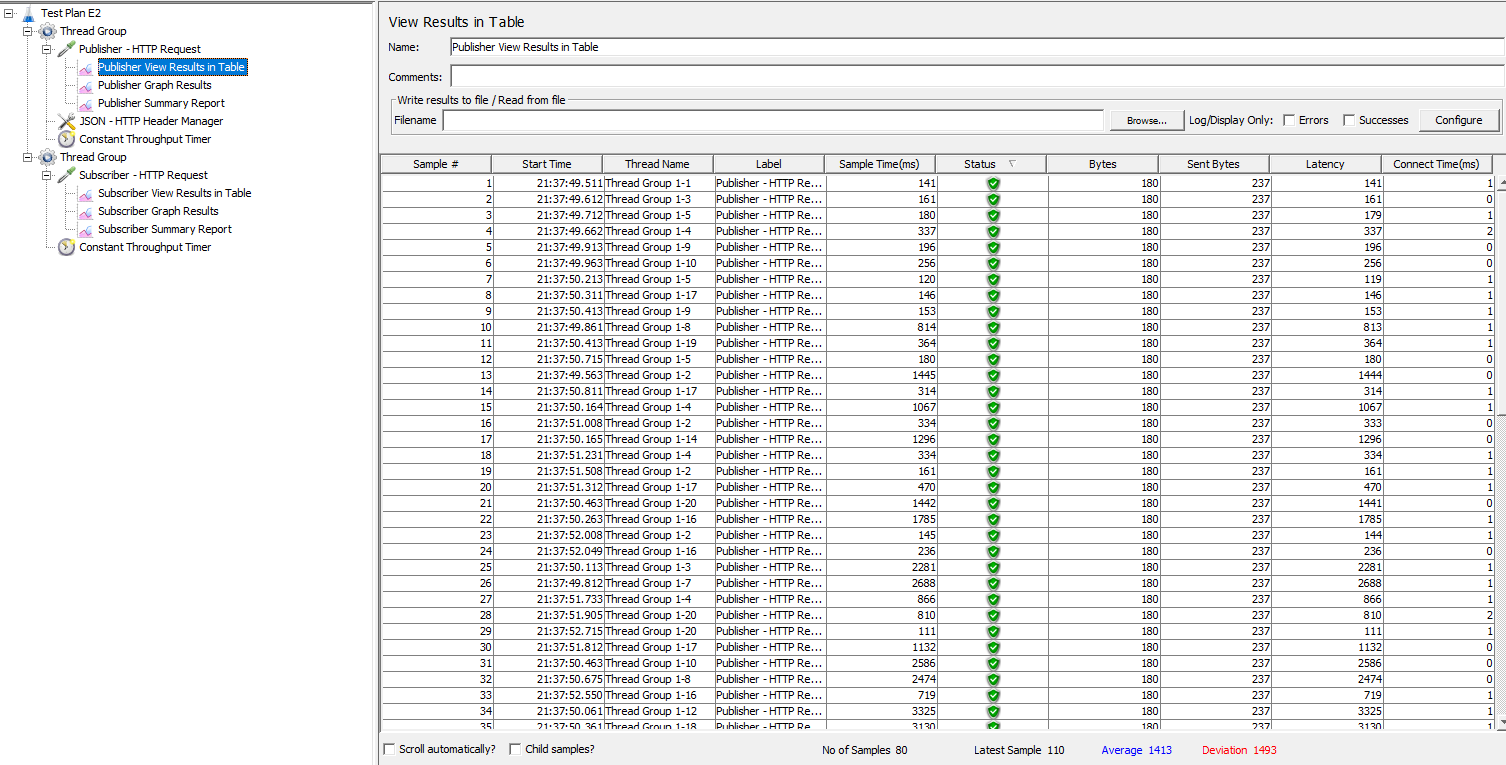 Test Plan E2
Thread Group
Publisher - HTTP Request
Publisher View Results in Table
Publisher Graph Results
Publisher Summary Report
JSON - HTTP Header Manager
Constant Throughput Timer
Thread Group
Subscriber - HTTP Request
Subscriber View Results in Table
Subscriber Graph Results
Subscriber Summary Report
Constant Throughput Timer
View Results in Table
Name: Publisher View Results in Table
Comments:
Write results to file / Read from file
Filename Browse... Log/Display Only: Errors Successes Configure
Sample # Start Time Thread Name Label Sample Time(ms) Status Bytes Sent Bytes Latency Connect Time(ms)
1 21:37:49.511 Thread Group 1-1 Publisher - HTTP Re... 141 180 237 141 1
2 21:37:49.612 Thread Group 1-3 Publisher - HTTP Re... 161 180 237 161 0
3 21:37:49.712 Thread Group 1-5 Publisher - HTTP Re... 180 180 237 179 1
4 21:37:49.662 Thread Group 1-4 Publisher - HTTP Re... 337 180 237 337 2
5 21:37:49.913 Thread Group 1-9 Publisher - HTTP Re... 196 180 237 196 0
6 21:37:49.963 Thread Group 1-10 Publisher - HTTP Re... 256 180 237 256 0
7 21:37:50.213 Thread Group 1-5 Publisher - HTTP Re... 120 180 237 119 1
8 21:37:50.311 Thread Group 1-17 Publisher - HTTP Re... 146 180 237 146 1
9 21:37:50.413 Thread Group 1-9 Publisher - HTTP Re... 153 180 237 153 1
10 21:37:49.861 Thread Group 1-8 Publisher - HTTP Re... 814 180 237 813 1
11 21:37:50.413 Thread Group 1-19 Publisher - HTTP Re... 364 180 237 364 1
12 21:37:50.715 Thread Group 1-5 Publisher - HTTP Re... 180 180 237 180 0
13 21:37:49.563 Thread Group 1-2 Publisher - HTTP Re... 1445 180 237 1444 0
14 21:37:50.811 Thread Group 1-17 Publisher - HTTP Re... 314 180 237 314 1
15 21:37:50.164 Thread Group 1-4 Publisher - HTTP Re... 1067 180 237 1067 1
16 21:37:51.008 Thread Group 1-2 Publisher - HTTP Re... 334 180 237 333 0
17 21:37:50.165 Thread Group 1-14 Publisher - HTTP Re... 1296 180 237 1296 0
18 21:37:51.231 Thread Group 1-4 Publisher - HTTP Re... 334 180 237 334 1
19 21:37:51.508 Thread Group 1-2 Publisher - HTTP Re... 161 180 237 161 1
20 21:37:51.312 Thread Group 1-17 Publisher - HTTP Re... 470 180 237 470 1
21 21:37:50.463 Thread Group 1-20 Publisher - HTTP Re... 1442 180 237 1441 0
22 21:37:50.263 Thread Group 1-16 Publisher - HTTP Re... 1785 180 237 1785 1
23 21:37:52.008 Thread Group 1-2 Publisher - HTTP Re... 145 180 237 144 1
24 21:37:52.049 Thread Group 1-16 Publisher - HTTP Re... 236 180 237 236 0
25 21:37:50.113 Thread Group 1-3 Publisher - HTTP Re... 2281 180 237 2281 1
26 21:37:49.812 Thread Group 1-7 Publisher - HTTP Re... 2688 180 237 2688 1
27 21:37:51.733 Thread Group 1-4 Publisher - HTTP Re... 866 180 237 866 1
28 21:37:51.905 Thread Group 1-20 Publisher - HTTP Re... 810 180 237 810 2
29 21:37:52.715 Thread Group 1-20 Publisher - HTTP Re... 111 180 237 111 1
30 21:37:51.812 Thread Group 1-17 Publisher - HTTP Re... 1132 180 237 1132 0
31 21:37:50.463 Thread Group 1-10 Publisher - HTTP Re... 2586 180 237 2586 0
32 21:37:50.675 Thread Group 1-8 Publisher - HTTP Re... 2474 180 237 2474 0
33 21:37:52.550 Thread Group 1-16 Publisher - HTTP Re... 719 180 237 719 1
34 21:37:50.061 Thread Group 1-12 Publisher - HTTP Re... 3325 180 237 3325 1
35 21:37:50.361 Thread Group 1-18 Publisher - HTTP Re... 3130 180 237 3130 1
Scroll automatically? Child samples? No of Samples 80 Latest Sample 110 Average 1413 Deviation 1493